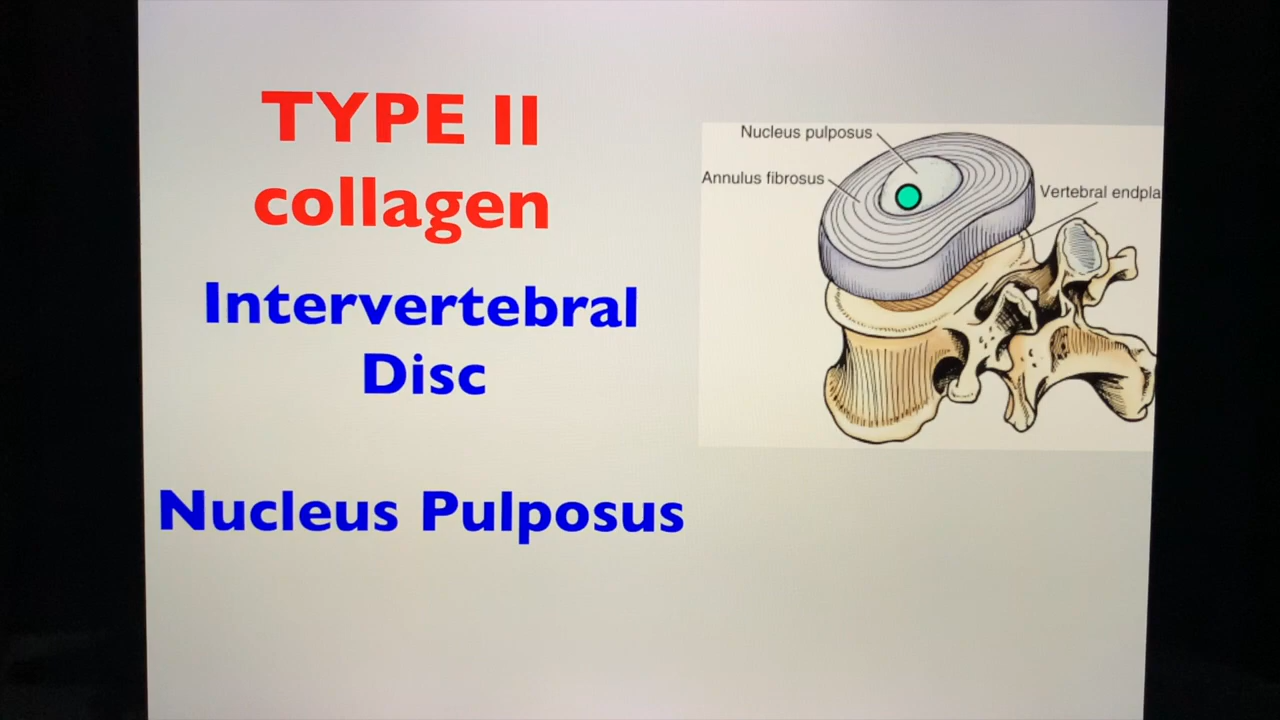 TYPE II
collagen
Intervertebral
Disc
Nucleus Pulposus
Nucleus pulposus
Annulus fibrosus
Vertebral endpla